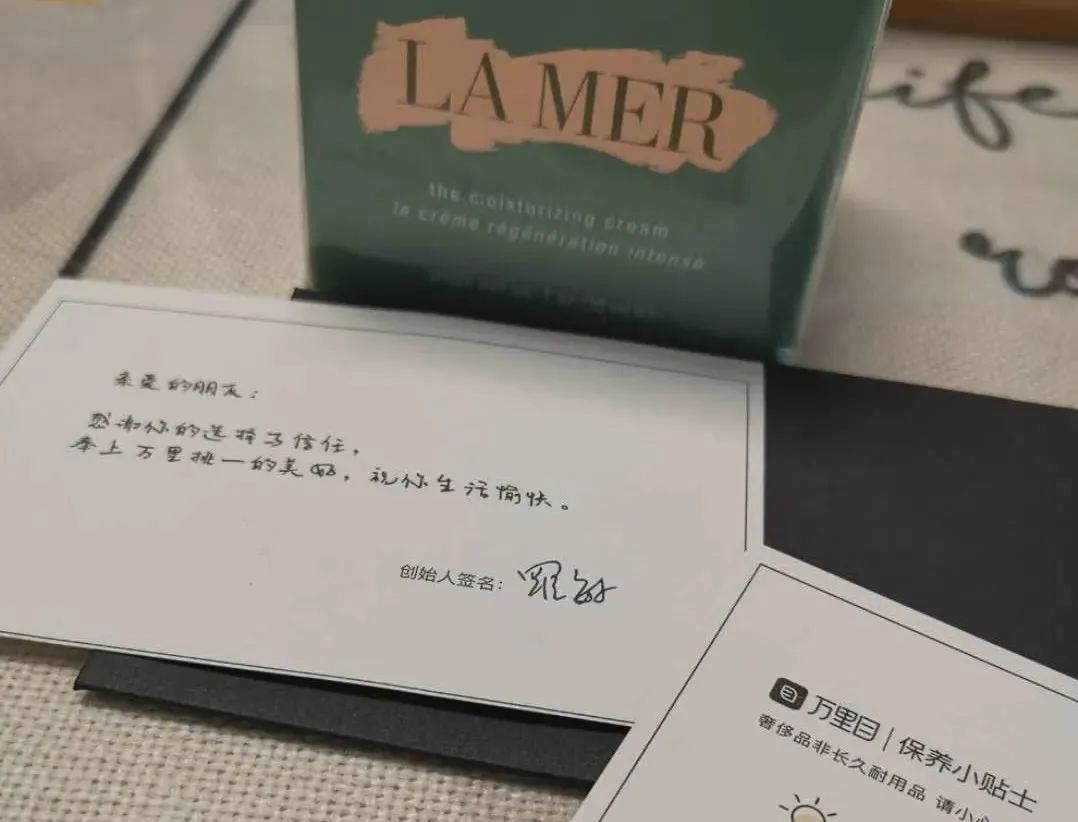 LA MER
the moisturizing cream
la crème régénération intense
life
亲爱的朋友：
感谢你的选择与信任，
奉上万里挑一的美好，祝你生活愉快。
创始人签名：
万里目 | 保养小贴士
奢侈品非长久耐用品 请小心